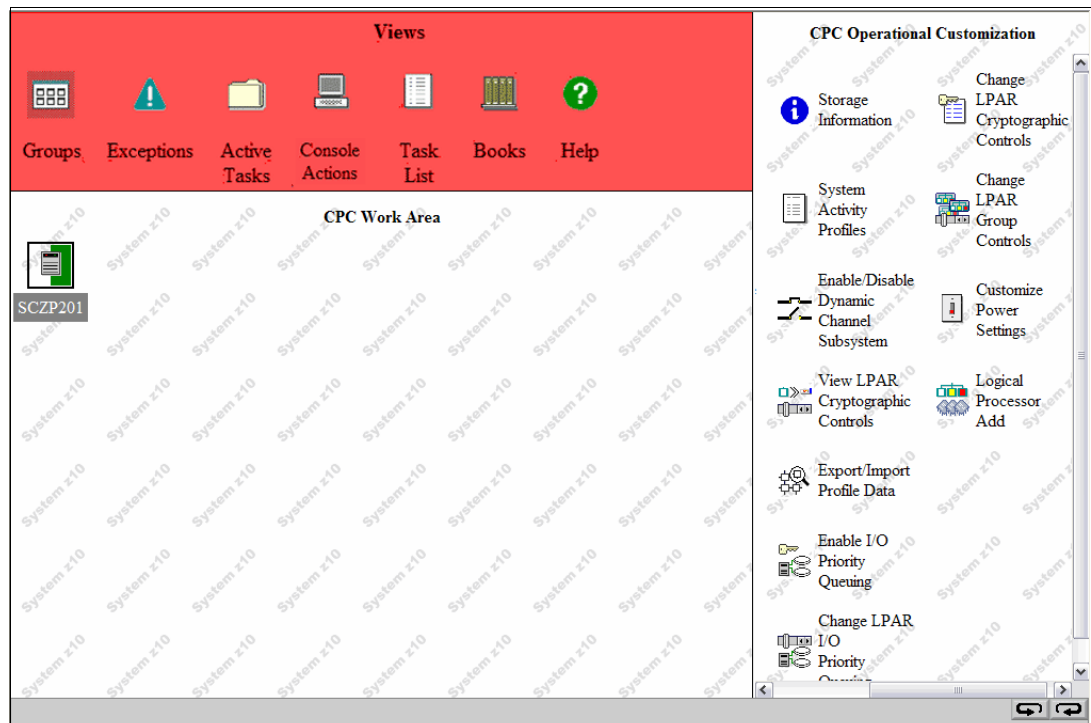 Views
Groups
Exceptions
Active
Tasks
Console
Actions
Task
List
Books
Help
CPC Work Area
SCZP201
CPC Operational Customization
Storage
Information
Change
LPAR
Cryptographic
Controls
System
Activity
Profiles
Change
LPAR
Group
Controls
Enable/Disable
Dynamic
Channel
Subsystem
Customize
Power
Settings
View LPAR
Cryptographic
Controls
Logical
Processor
Add
Export/Import
Profile Data
Enable I/O
Priority
Queuing
Change LPAR
I/O
Priority
System z10